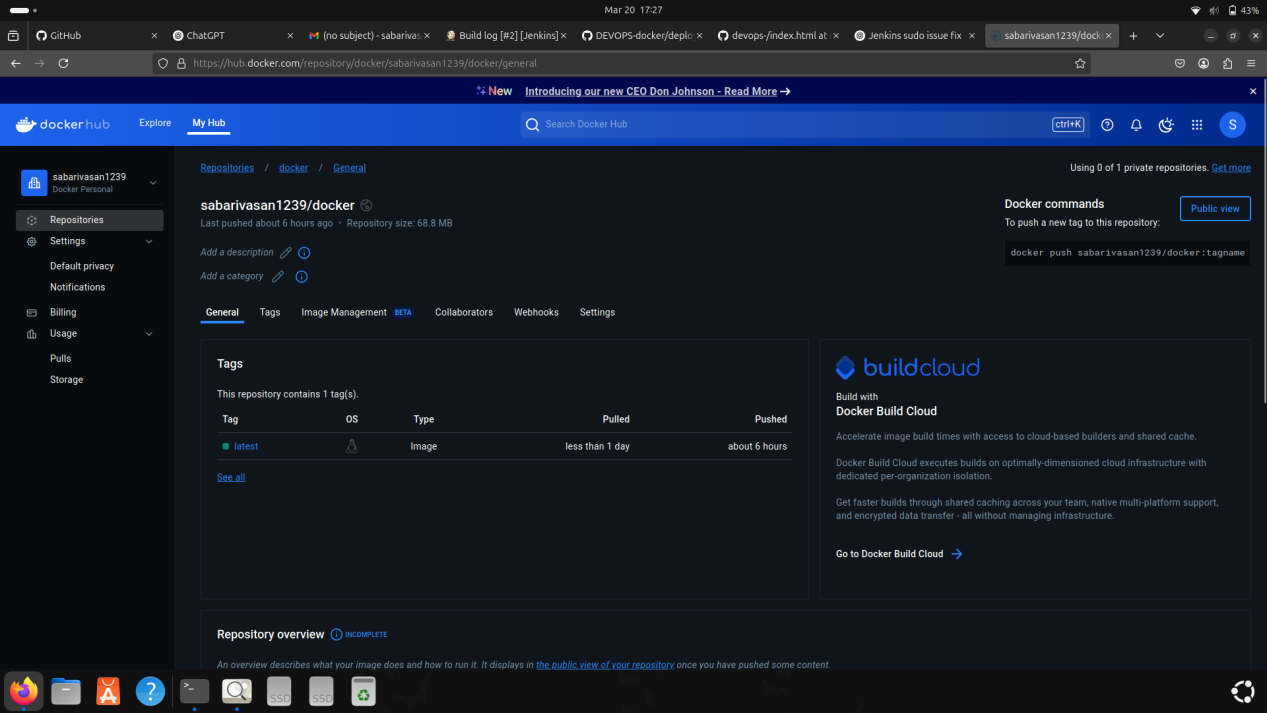 Mar 20 17:27
43%
GitHub
ChatGPT
(no subject) - sabarivas
Build log [#2] [Jenkins]
DEVOPS-docker/deplo
devops-/index.html at
Jenkins sudo issue fix
sabarivasan1239/dock
https://hub.docker.com/repository/docker/sabarivasan1239/docker/general
New Introducing our new CEO Don Johnson - Read More →
dockerhub
Explore
My Hub
Search Docker Hub
ctrl+K
S
sabarivasan1239
Docker Personal
Repositories
Settings
Default privacy
Notifications
Billing
Usage
Pulls
Storage
Repositories / docker / General
Using 0 of 1 private repositories. Get more
sabarivasan1239/docker
Last pushed about 6 hours ago · Repository size: 68.8 MB
Add a description
Add a category
Docker commands
To push a new tag to this repository:
Public view
docker push sabarivasan1239/docker:tagname
General
Tags
Image Management BETA
Collaborators
Webhooks
Settings
Tags
This repository contains 1 tag(s).
Tag OS Type Pulled Pushed
latest Image less than 1 day about 6 hours
See all
buildcloud
Build with
Docker Build Cloud
Accelerate image build times with access to cloud-based builders and shared cache.
Docker Build Cloud executes builds on optimally-dimensioned cloud infrastructure with
dedicated per-organization isolation.
Get faster builds through shared caching across your team, native multi-platform support,
and encrypted data transfer - all without managing infrastructure.
Go to Docker Build Cloud
Repository overview INCOMPLETE
An overview describes what your image does and how to run it. It displays in the public view of your repository once you have pushed some content.
SSD
SSD